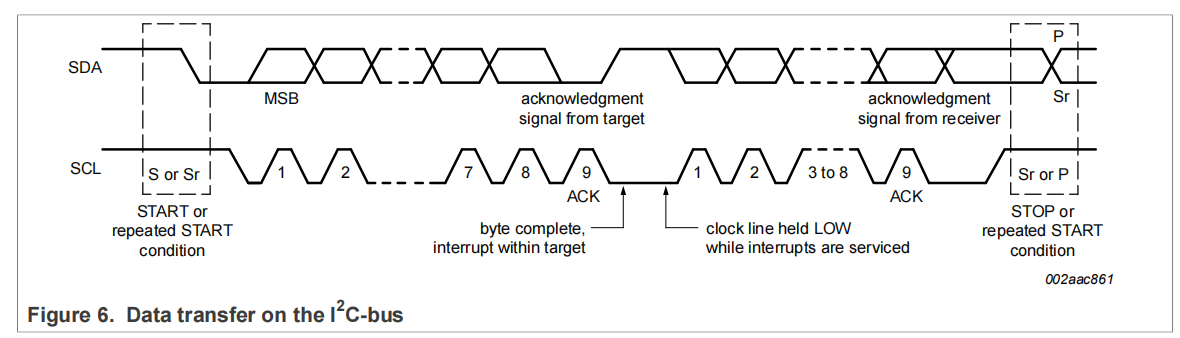 P
SDA
MSB
acknowledgment
signal from target
acknowledgment
signal from receiver
Sr
SCL
S or Sr
1
2
7
8
9
1
2
3 to 8
9
Sr or P
ACK
ACK
START or
repeated START
condition
byte complete,
interrupt within target
clock line held LOW
while interrupts are serviced
STOP or
repeated START
condition
002aac861
Figure 6. Data transfer on the I²C-bus